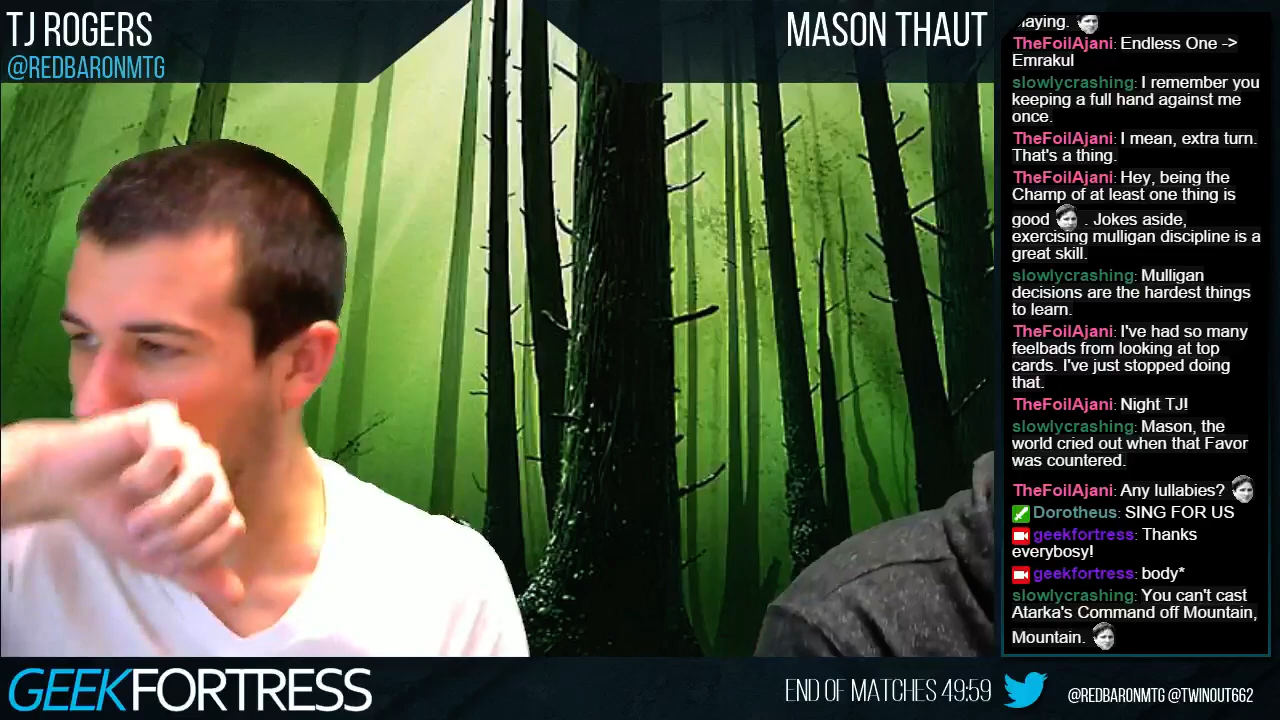 TJ ROGERS
@REDBARONMTG
MASON THAUT
laying.
TheFoilAjani: Endless One ->
Emrakul
slowlycrashing: I remember you
keeping a full hand against me
once.
TheFoilAjani: I mean, extra turn.
That's a thing.
TheFoilAjani: Hey, being the
Champ of at least one thing is
good . Jokes aside,
exercising mulligan discipline is a
great skill.
slowlycrashing: Mulligan
decisions are the hardest things
to learn.
TheFoilAjani: I've had so many
feelbads from looking at top
cards. I've just stopped doing
that.
TheFoilAjani: Night TJ!
slowlycrashing: Mason, the
world cried out when that Favor
was countered.
TheFoilAjani: Any lullabies?
Dorotheus: SING FOR US
geekfortress: Thanks
everybosy!
geekfortress: body*
slowlycrashing: You can't cast
Atarka's Command off Mountain,
Mountain.
GEEKFORTRESS
END OF MATCHES 49:59
@REDBARONMTG @TWINOUT662